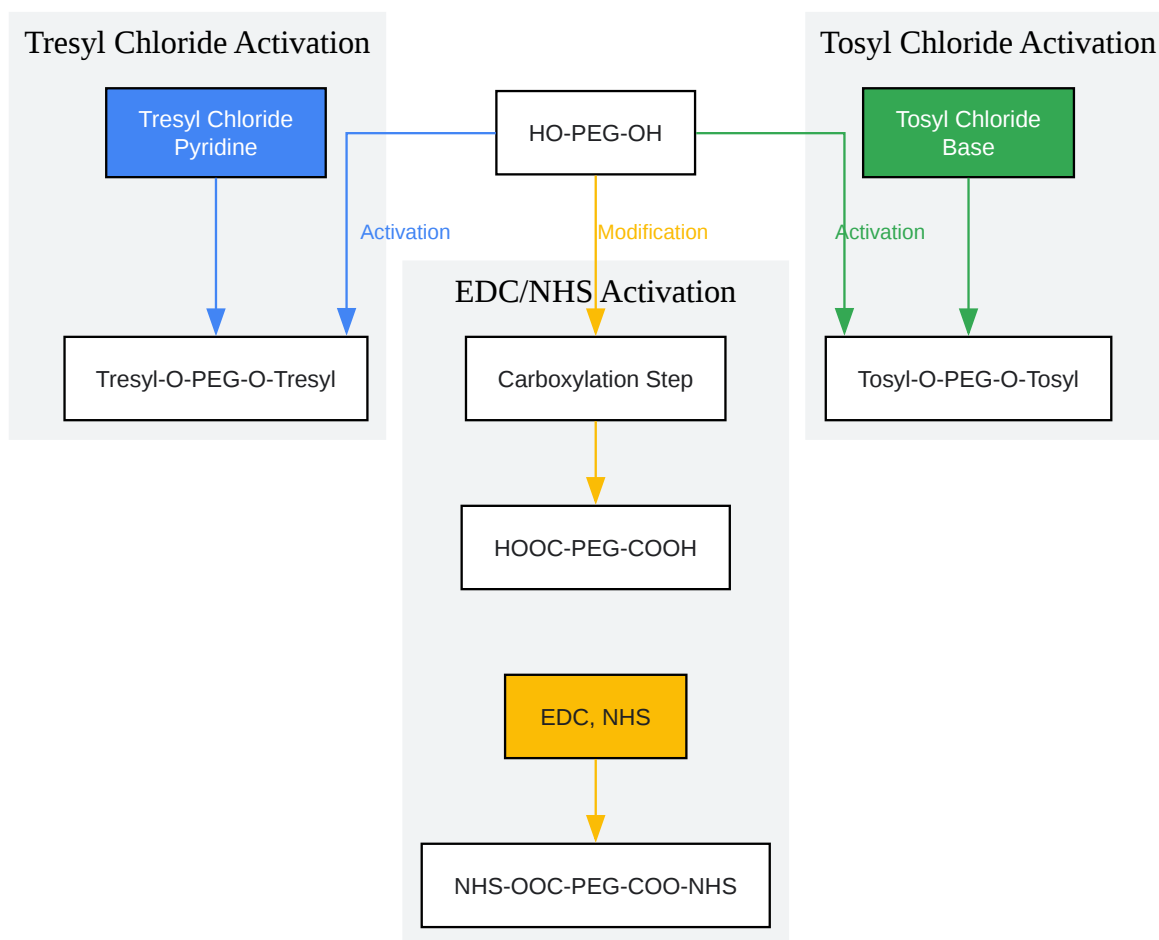 Tresyl Chloride Activation
Tosyl Chloride Activation
Tresyl Chloride
Pyridine
HO-PEG-OH
Tosyl Chloride
Base
Activation
Modification
Activation
EDC/NHS Activation
Tresyl-O-PEG-O-Tresyl
Carboxylation Step
Tosyl-O-PEG-O-Tosyl
HOOC-PEG-COOH
EDC, NHS
NHS-OOC-PEG-COO-NHS